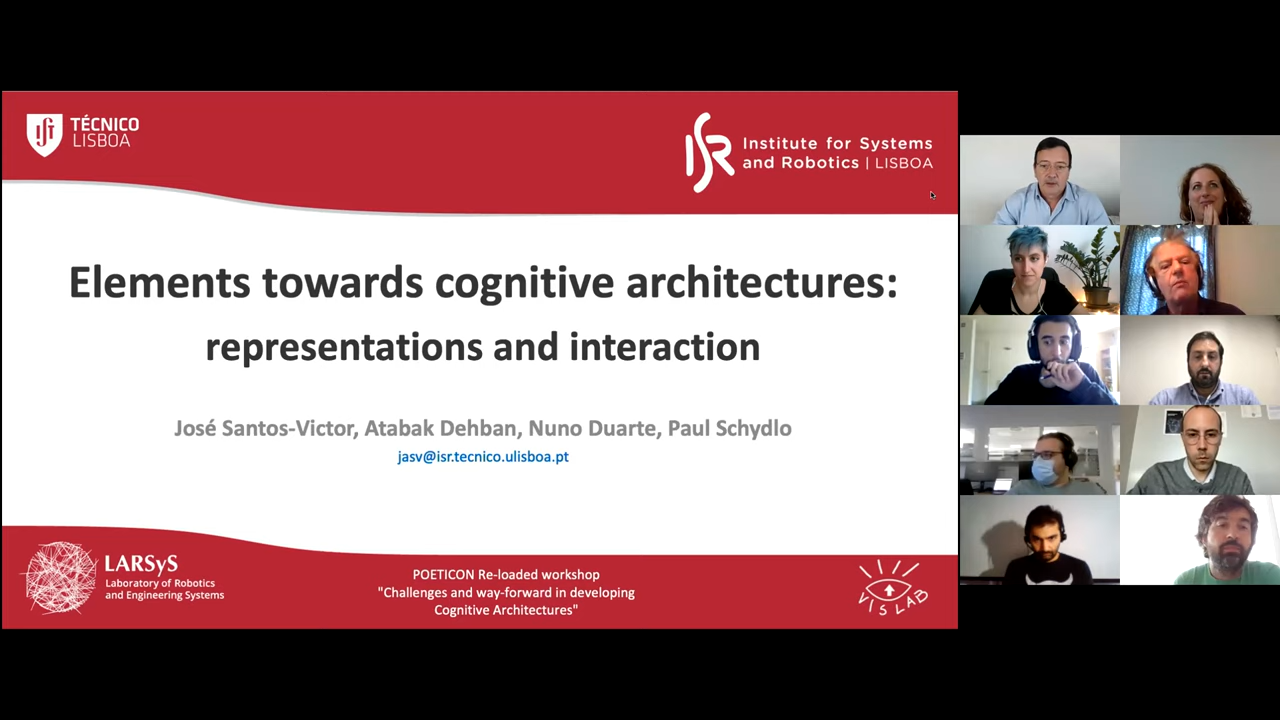 TÉCNICO
LISBOA
ISR
Institute for Systems
and Robotics | LISBOA
Elements towards cognitive architectures:
representations and interaction
José Santos-Victor, Atabak Dehban, Nuno Duarte, Paul Schydlo
jasv@isr.tecnico.ulisboa.pt
LARSyS
Laboratory of Robotics
and Engineering Systems
POETICON Re-loaded workshop
"Challenges and way-forward in developing
Cognitive Architectures"
VISLAB